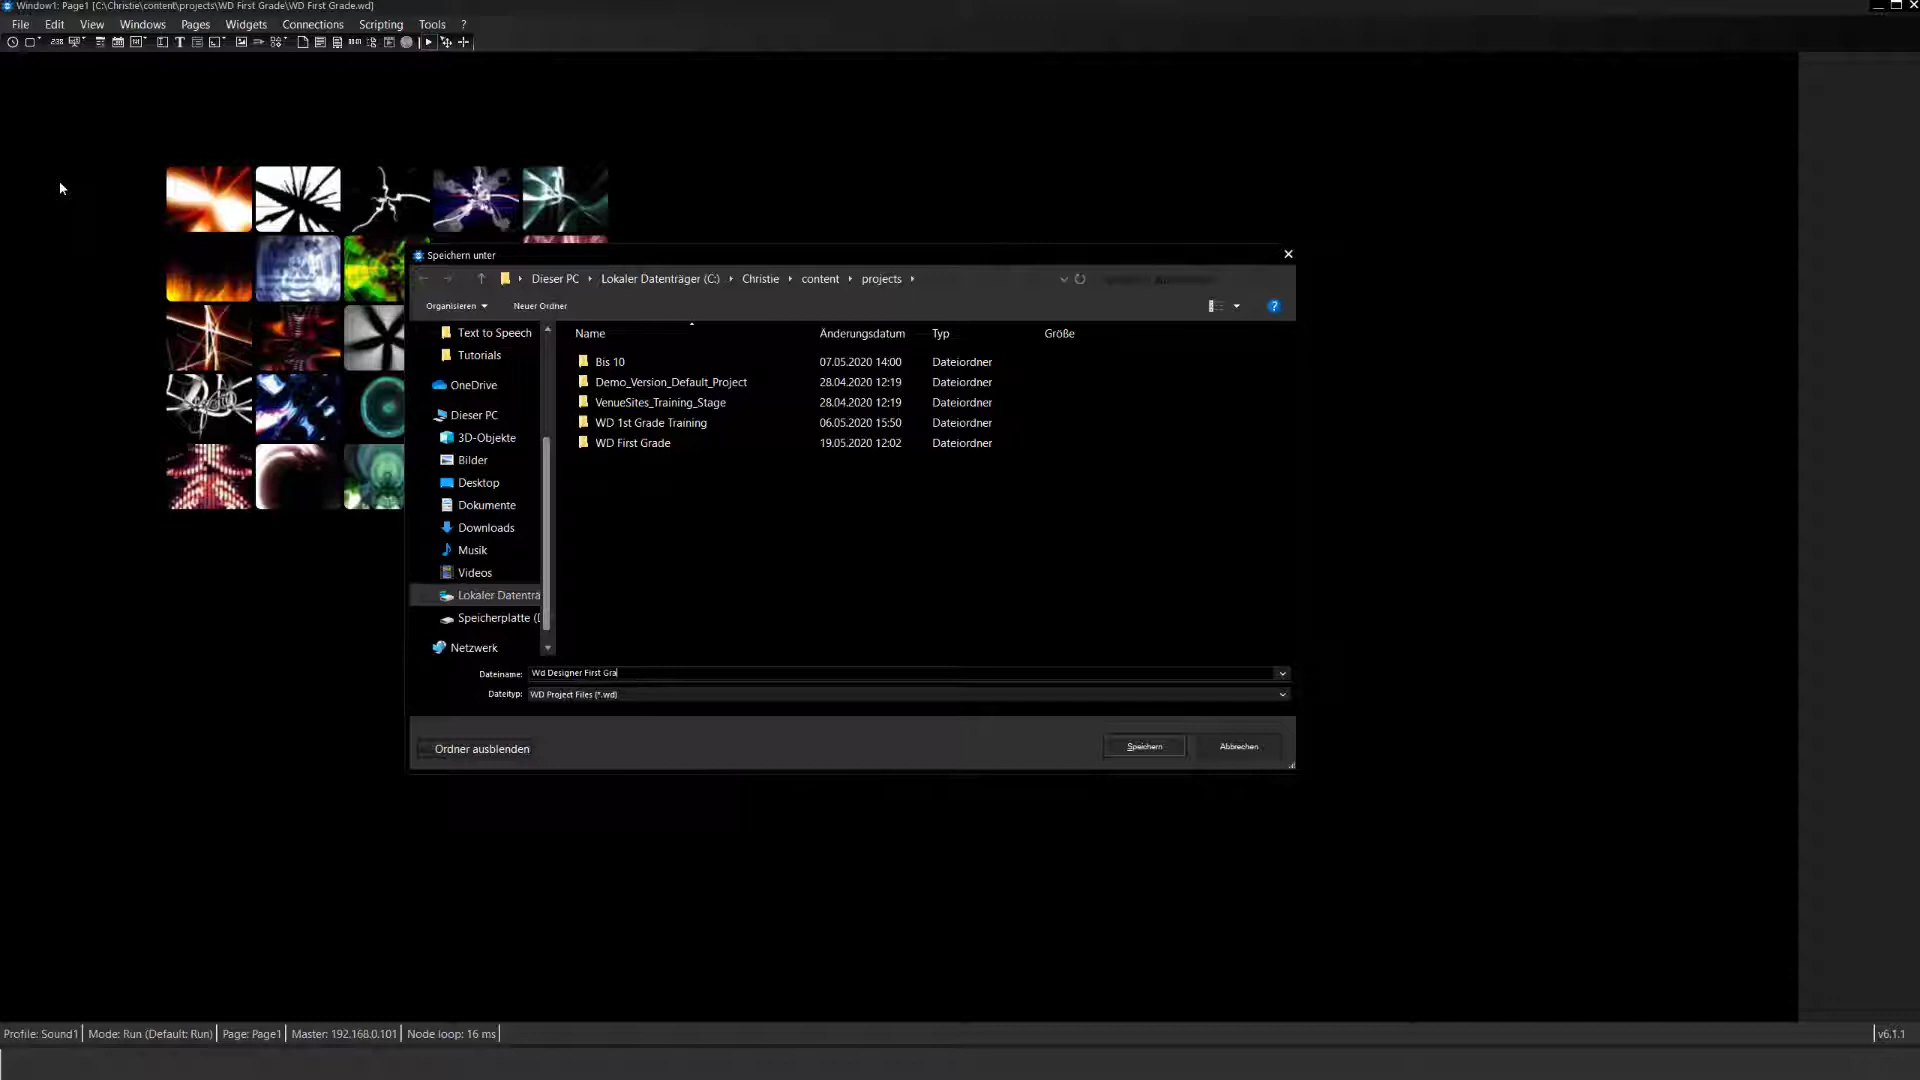 Window1: Page1 [C:\Christie\content\projects\WD First Grade\WD First Grade.wd]
File Edit View Windows Pages Widgets Connections Scripting Tools ?
Speichern unter
Dieser PC Lokaler Datenträger (C:) Christie content projects
Organisieren Neuer Ordner
Text to Speech
Tutorials
OneDrive
Dieser PC
3D-Objekte
Bilder
Desktop
Dokumente
Downloads
Musik
Videos
Lokaler Datenträ
Speicherplatte (
Netzwerk
Name Änderungsdatum Typ Größe
Bis 10 07.05.2020 14:00 Dateiordner
Demo_Version_Default_Project 28.04.2020 12:19 Dateiordner
VenueSites_Training_Stage 28.04.2020 12:19 Dateiordner
WD 1st Grade Training 06.05.2020 15:50 Dateiordner
WD First Grade 19.05.2020 12:02 Dateiordner
Dateiname: Wd Designer First Gra
Dateityp: WD Project Files (*.wd)
Ordner ausblenden
Speichern Abbrechen
Profile: Sound1 Mode: Run (Default: Run) Page: Page1 Master: 192.168.0.101 Node loop: 16 ms v6.1.1